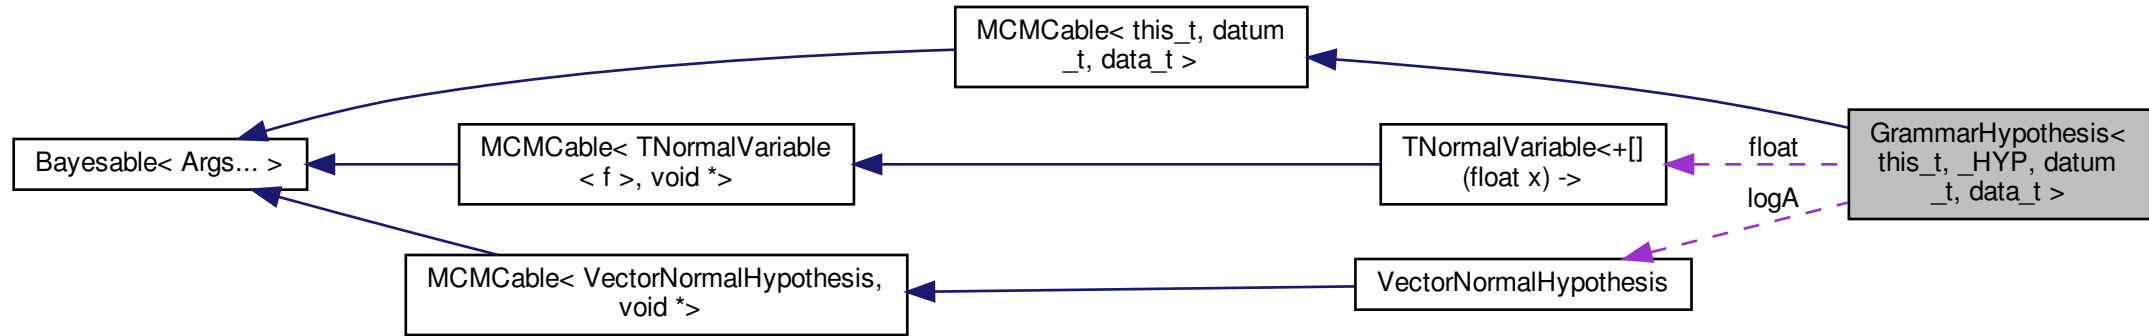 MCMCable< this_t, datum
_t, data_t >
Bayesable< Args... >
MCMCable< TNormalVariable
< f >, void *>
TNormalVariable<+[]
(float x) ->
float
logA
GrammarHypothesis<
this_t, _HYP, datum
_t, data_t >
MCMCable< VectorNormalHypothesis,
void *>
VectorNormalHypothesis